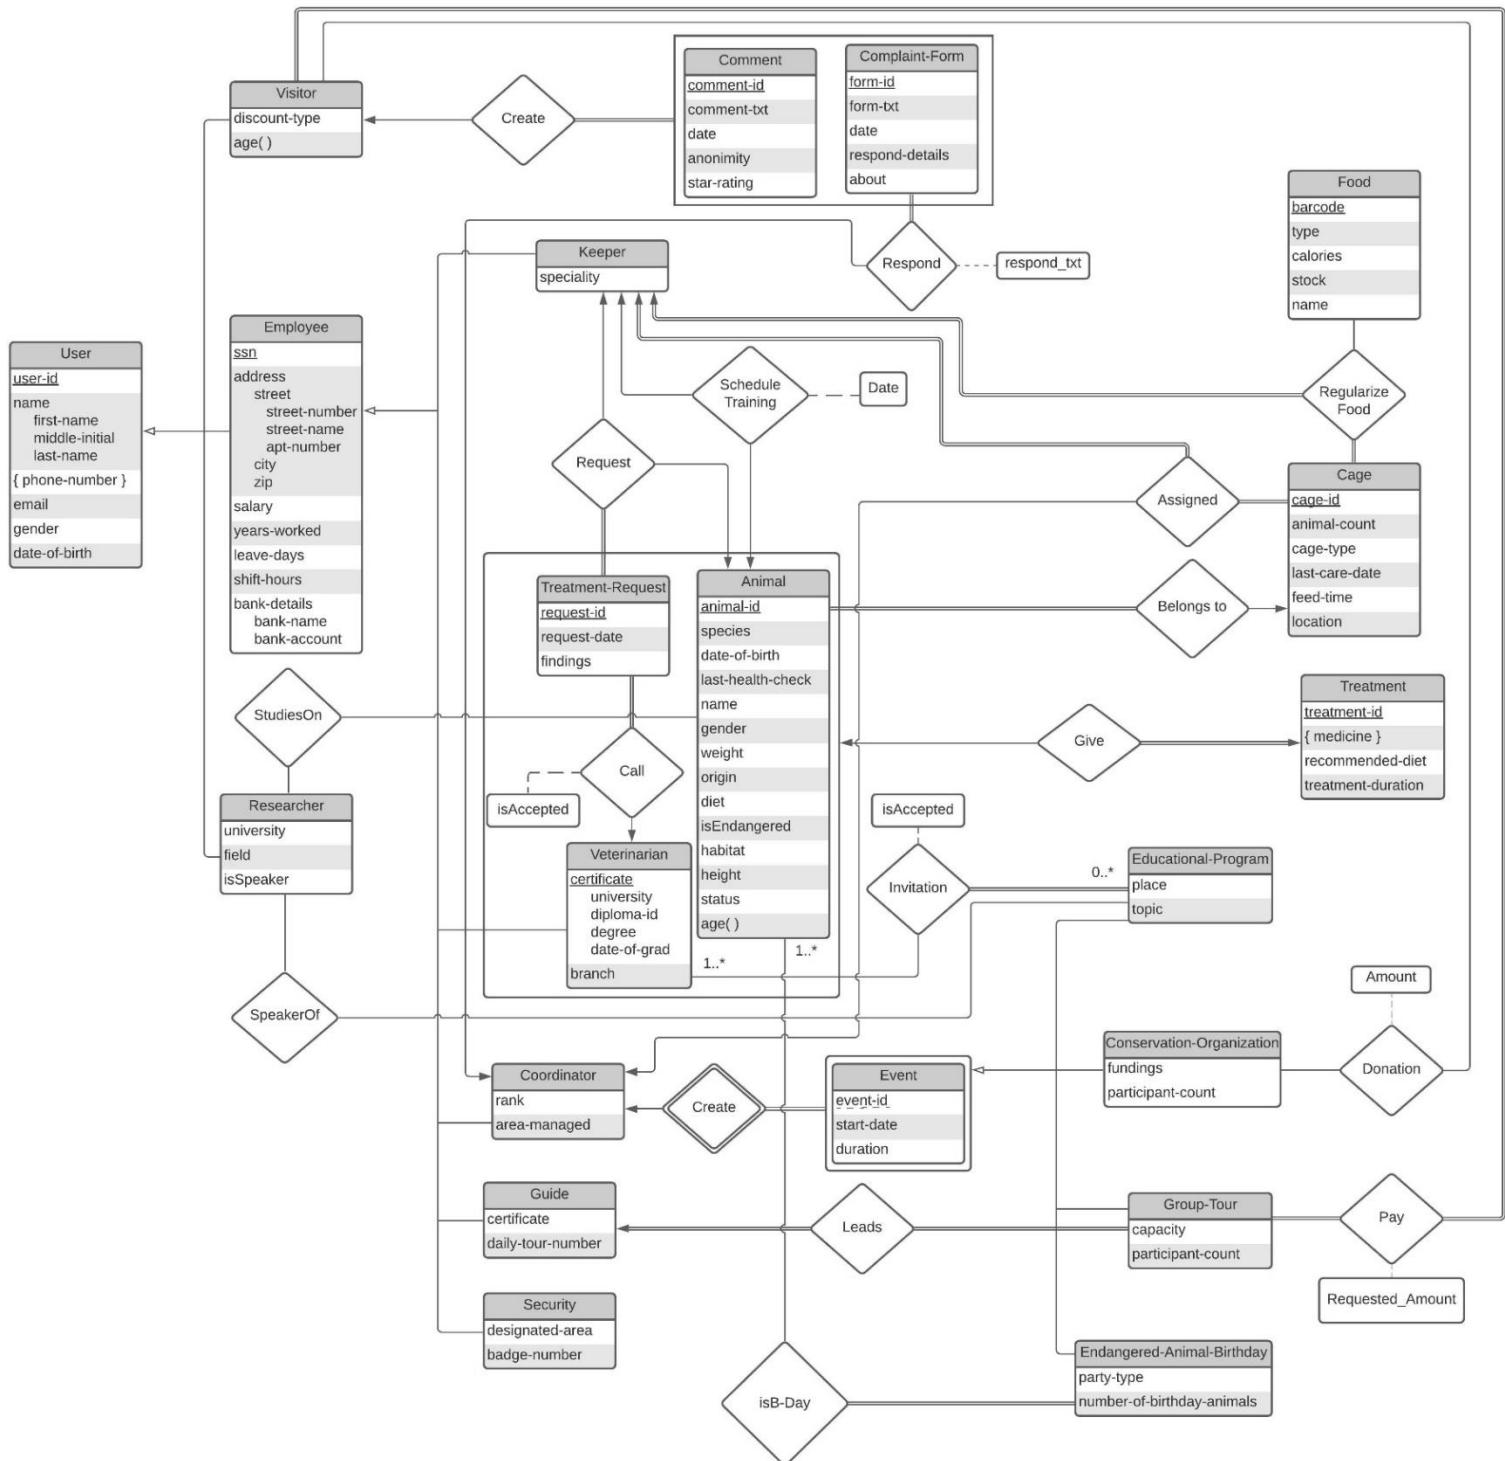 Visitor
discount-type
age( )
Create
Comment
comment-id
comment-txt
date
anonimity
star-rating
Complaint-Form
form-id
form-txt
date
respond-details
about
Food
barcode
type
calories
stock
name
Keeper
speciality
Respond
respond_txt
User
user-id
name
first-name
middle-initial
last-name
{ phone-number }
email
gender
date-of-birth
Employee
ssn
address
street
street-number
street-name
apt-number
city
zip
salary
years-worked
leave-days
shift-hours
bank-details
bank-name
bank-account
Schedule
Training
Date
Regularize
Food
Request
Assigned
Cage
cage-id
animal-count
cage-type
last-care-date
feed-time
location
Treatment-Request
request-id
request-date
findings
Animal
animal-id
species
date-of-birth
last-health-check
name
gender
weight
origin
diet
isEndangered
habitat
height
status
age( )
Belongs to
StudiesOn
Call
isAccepted
Give
Treatment
treatment-id
{ medicine }
recommended-diet
treatment-duration
Researcher
university
field
isSpeaker
Veterinarian
certificate
university
diploma-id
degree
date-of-grad
branch
isAccepted
Invitation
0..*
1..*
1..*
Educational-Program
place
topic
SpeakerOf
Amount
Coordinator
rank
area-managed
Create
Event
event-id
start-date
duration
Conservation-Organization
fundings
participant-count
Donation
Guide
certificate
daily-tour-number
Leads
Group-Tour
capacity
participant-count
Pay
Requested_Amount
Security
designated-area
badge-number
isB-Day
Endangered-Animal-Birthday
party-type
number-of-birthday-animals